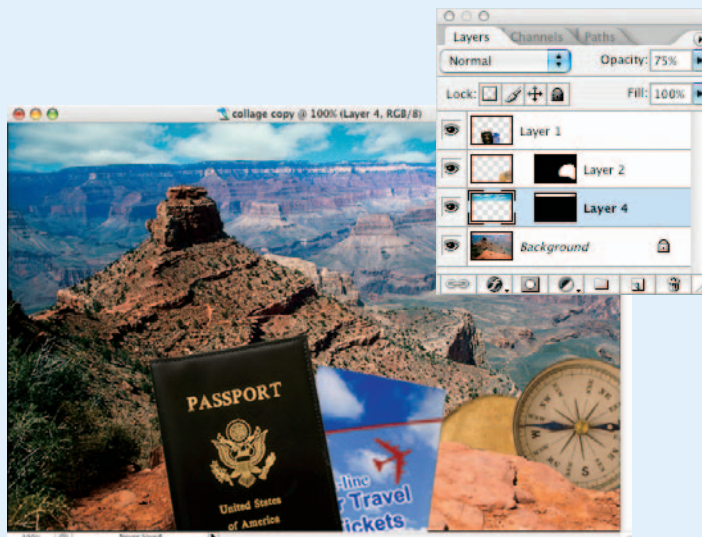 Layers Channels Paths
Normal Opacity: 75%
Lock: Fill: 100%
Layer 1
Layer 2
Layer 4
Background
collage copy @ 100% (Layer 4, RGB/8)
PASSPORT
United States
of America
-line
r Travel
ickets
N
E
S
W